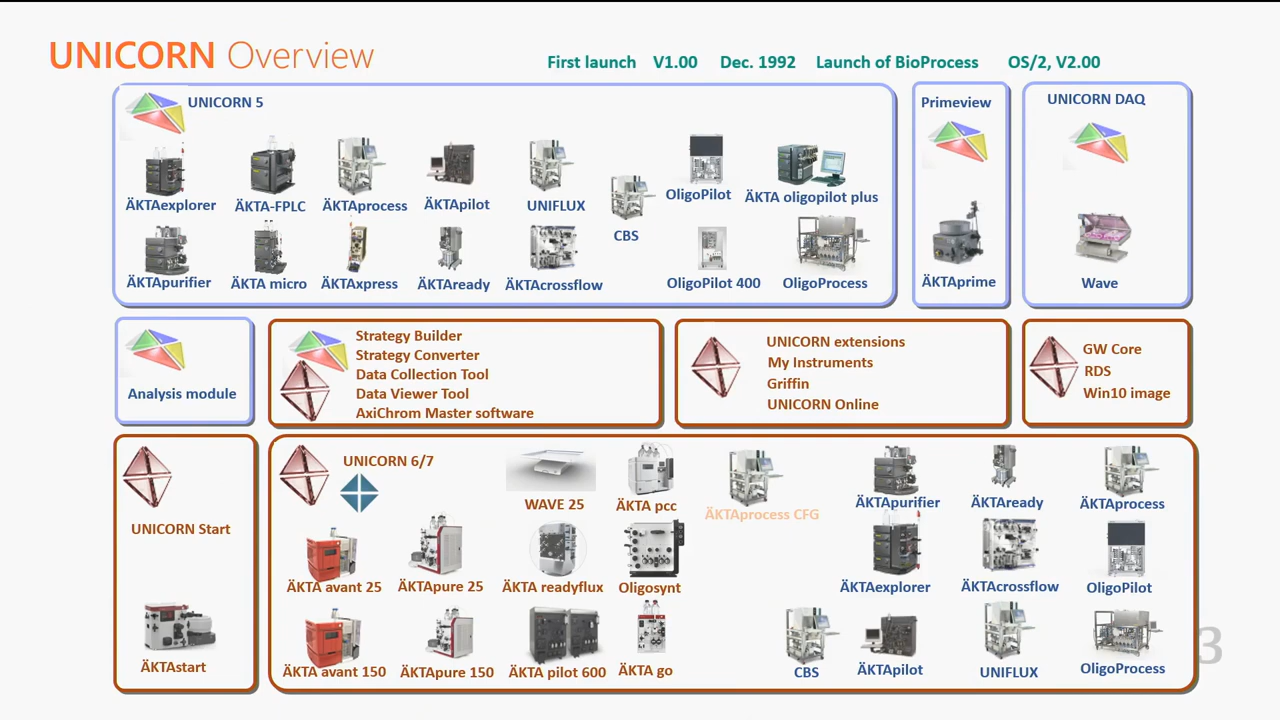 UNICORN Overview
First launch V1.00 Dec. 1992 Launch of BioProcess OS/2, V2.00
UNICORN 5
ÄKTAexplorer
ÄKTA-FPLC
ÄKTAprocess
ÄKTApilot
UNIFLUX
CBS
OligoPilot
ÄKTA oligopilot plus
ÄKTApurifier
ÄKTA micro
ÄKTAxpress
ÄKTAready
ÄKTAcrossflow
OligoPilot 400
OligoProcess
Primeview
ÄKTAprime
UNICORN DAQ
Wave
Analysis module
Strategy Builder
Strategy Converter
Data Collection Tool
Data Viewer Tool
AxiChrom Master software
UNICORN extensions
My Instruments
Griffin
UNICORN Online
GW Core
RDS
Win10 image
UNICORN Start
ÄKTAstart
UNICORN 6/7
WAVE 25
ÄKTA pcc
ÄKTAprocess CFG
ÄKTApurifier
ÄKTAready
ÄKTAprocess
ÄKTA avant 25
ÄKTApure 25
ÄKTA readyflux
Oligosynt
ÄKTAexplorer
ÄKTAcrossflow
OligoPilot
ÄKTA avant 150
ÄKTApure 150
ÄKTA pilot 600
ÄKTA go
CBS
ÄKTApilot
UNIFLUX
OligoProcess
3